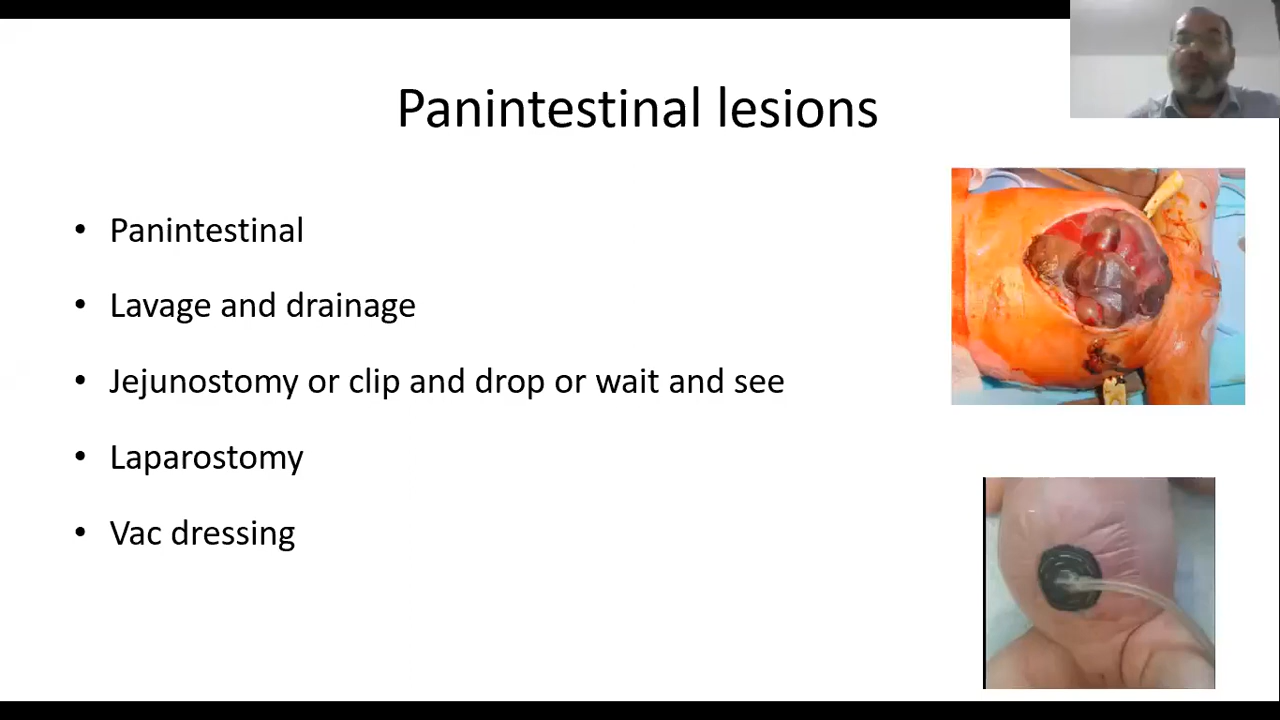 Panintestinal lesions
• Panintestinal
• Lavage and drainage
• Jejunostomy or clip and drop or wait and see
• Laparostomy
• Vac dressing